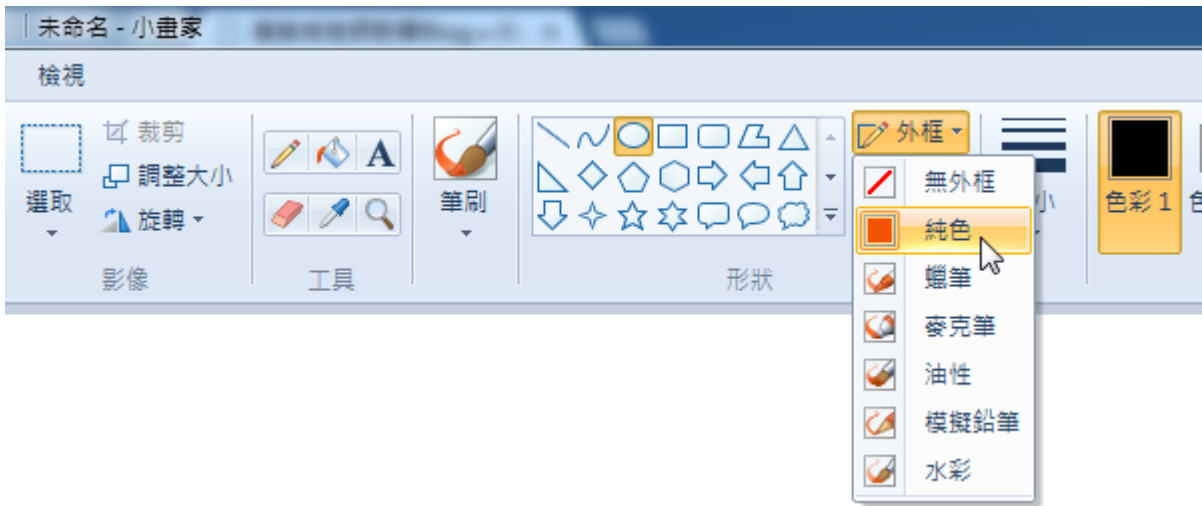 未命名 - 小畫家
檢視
選取
裁剪
調整大小
旋轉
影像
A
工具
筆刷
形狀
外框
無外框
純色
蠟筆
麥克筆
油性
模擬鉛筆
水彩
小
色彩 1
色